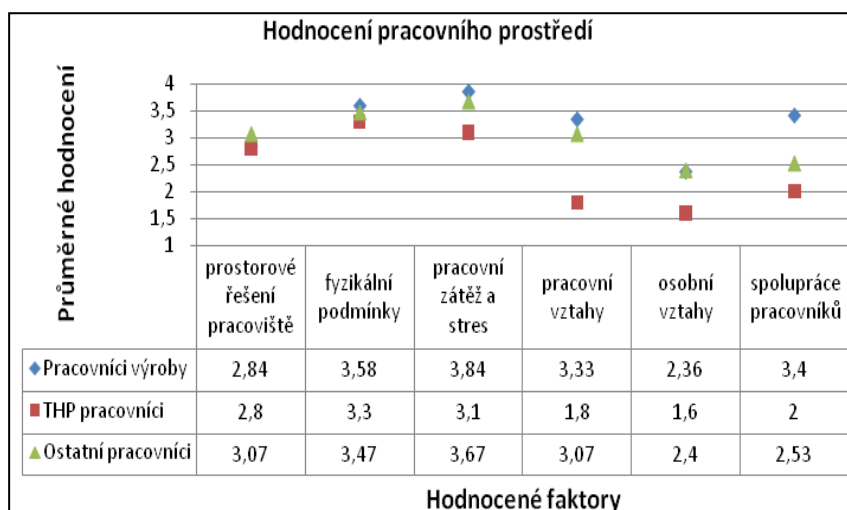 Hodnocení pracovního prostředí
Průměrné hodnocení
4
3,5
3
2,5
2
1,5
1
prostorové řešení pracoviště
fyzikální podmínky
pracovní zátěž a stres
pracovní vztahy
osobní vztahy
spolupráce pracovníků
Pracovníci výroby 2,84 3,58 3,84 3,33 2,36 3,4
THP pracovníci 2,8 3,3 3,1 1,8 1,6 2
Ostatní pracovníci 3,07 3,47 3,67 3,07 2,4 2,53
Hodnocené faktory